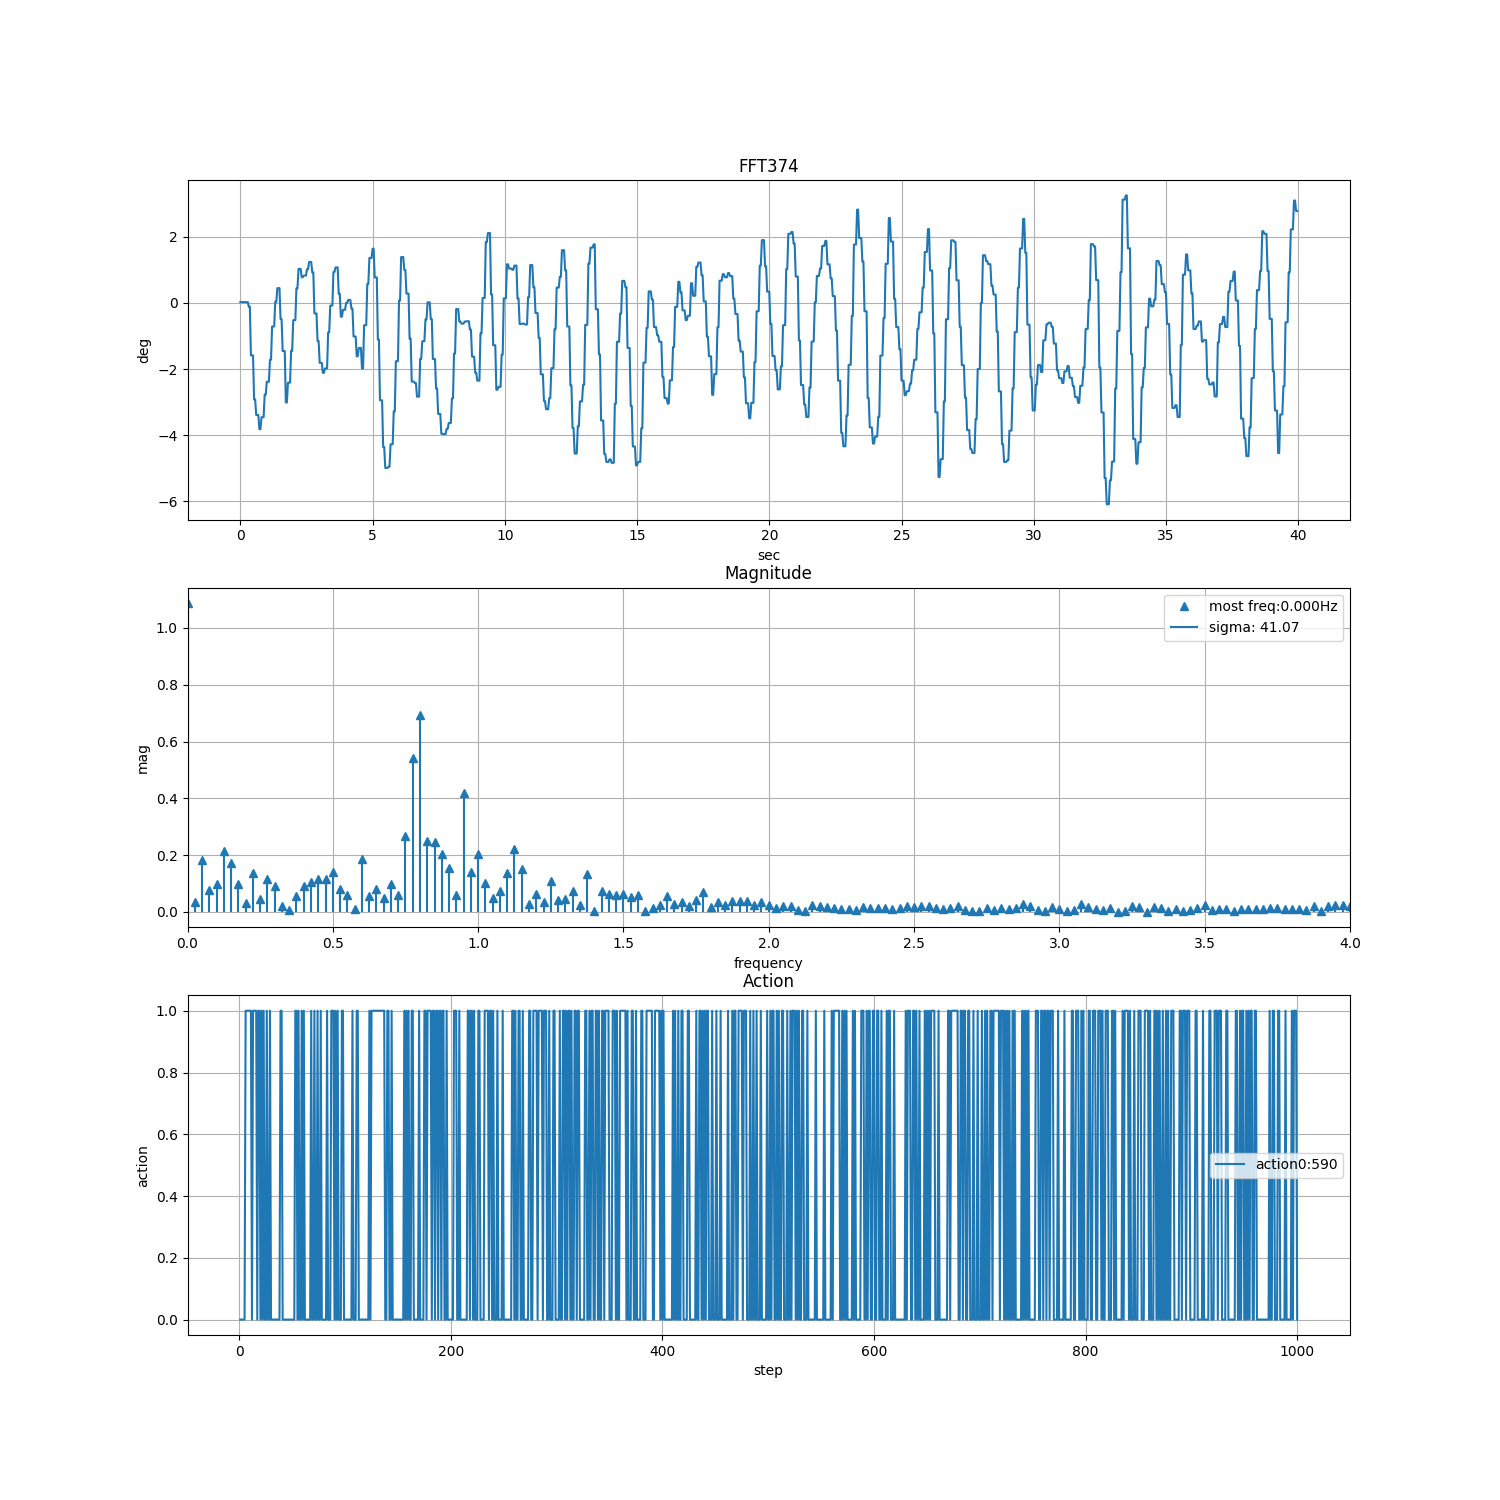 FFT374
2
0
−2
−4
−6
deg
0 5 10 15 20 25 30 35 40
sec
Magnitude
most freq:0.000Hz
sigma: 41.07
1.0
0.8
0.6
0.4
0.2
0.0
mag
0.0 0.5 1.0 1.5 2.0 2.5 3.0 3.5 4.0
frequency
Action
1.0
0.8
0.6
0.4
0.2
0.0
action
action0:590
0 200 400 600 800 1000
step